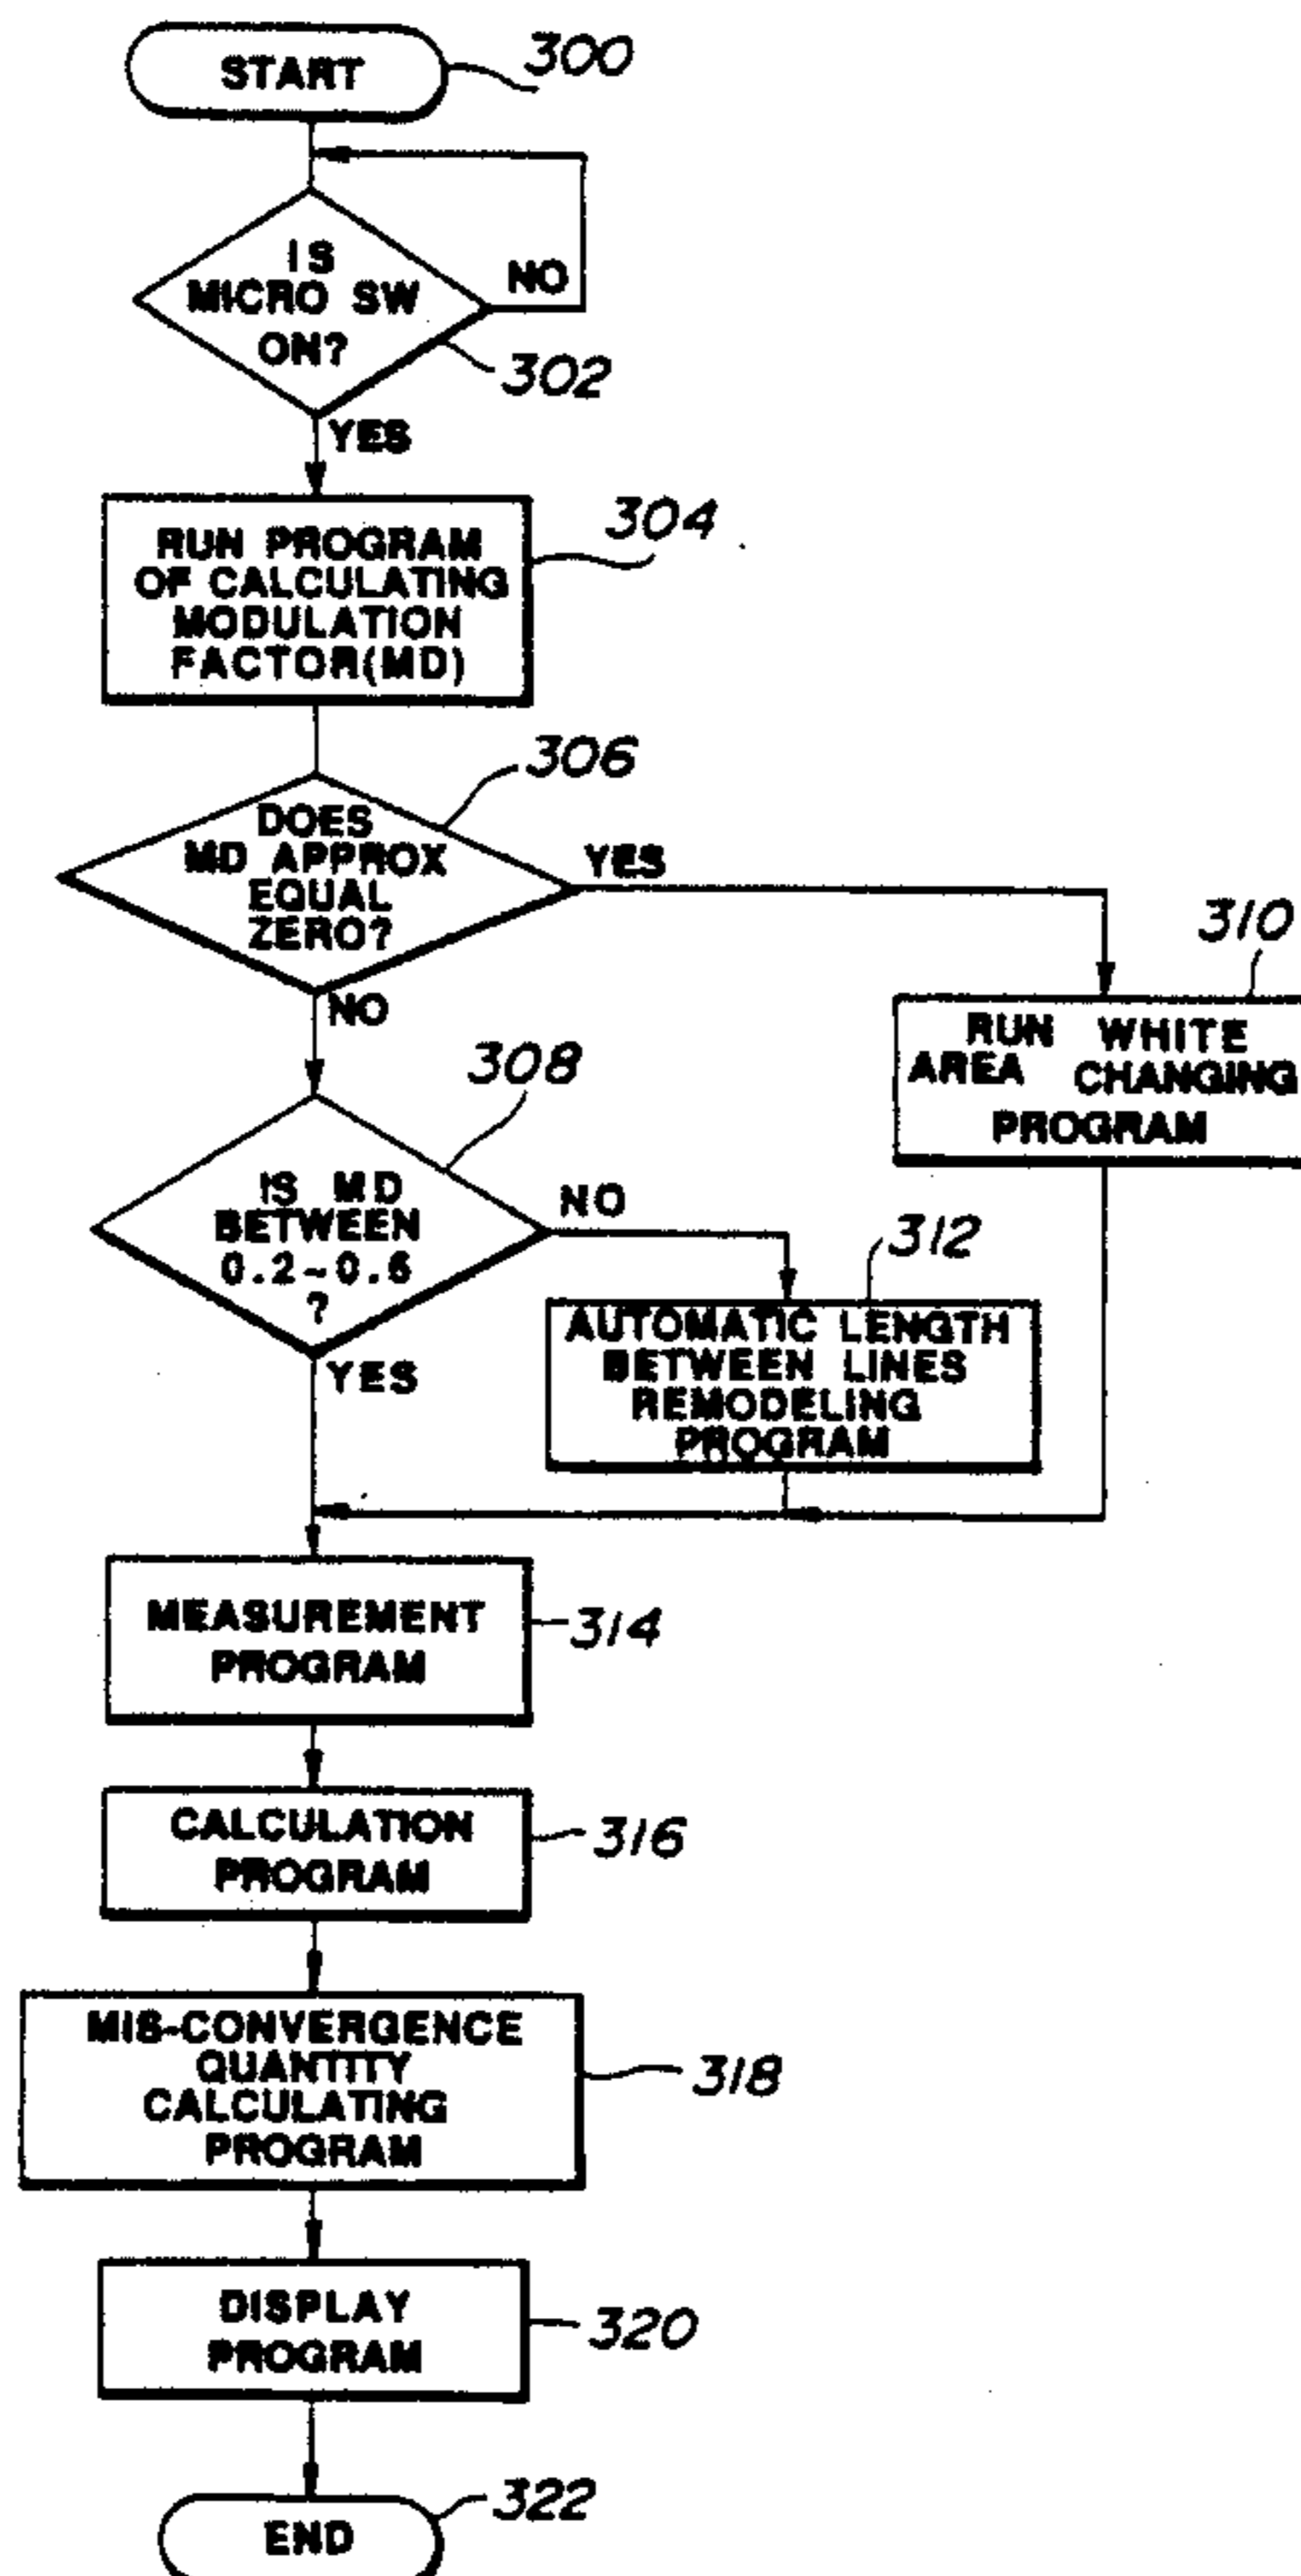 START
300
IS
MICRO SW
ON?
NO
302
YES
RUN PROGRAM
OF CALCULATING
MODULATION
FACTOR(MD)
304
306
DOES
MD APPROX
EQUAL
ZERO?
YES
NO
310
RUN WHITE
AREA CHANGING
PROGRAM
308
IS MD
BETWEEN
0.2~0.6
?
NO
YES
312
AUTOMATIC LENGTH
BETWEEN LINES
REMODELING
PROGRAM
MEASUREMENT
PROGRAM
314
CALCULATION
PROGRAM
316
MIS-CONVERGENCE
QUANTITY
CALCULATING
PROGRAM
318
DISPLAY
PROGRAM
320
END
322